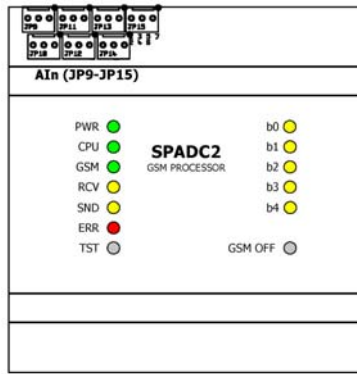 JP9 JP11 JP13 JP15
JP10 JP12 JP14
AIn (JP9-JP15)
PWR
CPU
GSM
RCV
SND
ERR
TST
SPADC2
GSM PROCESSOR
b0
b1
b2
b3
b4
GSM OFF